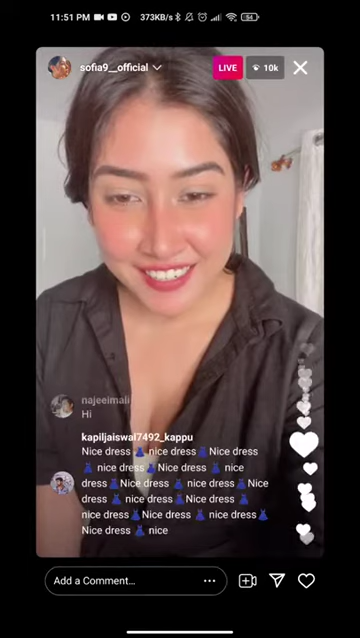 11:51 PM 373KB/s 54
sofia9__official LIVE 10k
najeemali
Hi
kapiljaiswal7492_kappu
Nice dress 👗 nice dress 👗 Nice dress
👗 nice dress 👗 Nice dress 👗 nice
dress 👗 Nice dress 👗 nice dress 👗 Nice
dress 👗 nice dress 👗 Nice dress 👗
nice dress 👗 Nice dress 👗 nice dress 👗
Nice dress 👗 nice
Add a Comment...